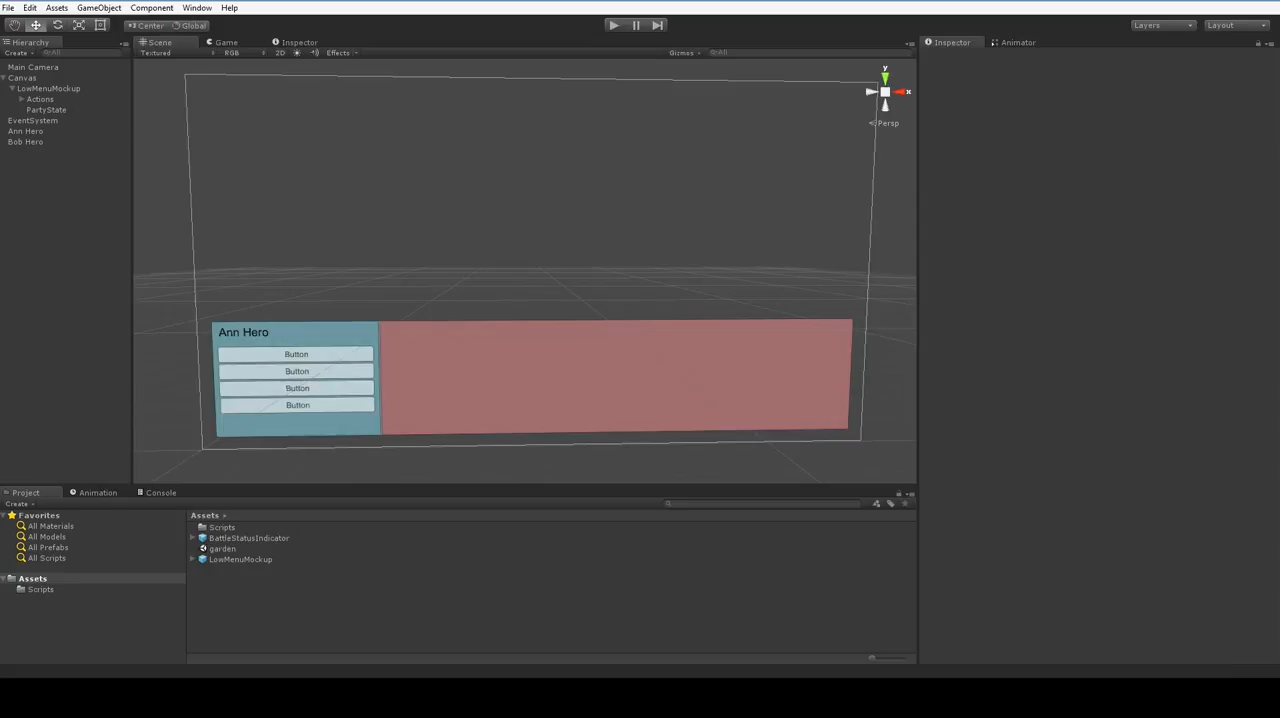 File Edit Assets GameObject Component Window Help
Center Global Layers Layout
Hierarchy Scene Game Inspector Inspector Animator
Create All Textured RGB 2D Effects Gizmos All
Main Camera
Canvas
LowMenuMockup
Actions
PartyState
EventSystem
Ann Hero
Bob Hero
y
x
Persp
Ann Hero
Button
Button
Button
Button
Project Animation Console
Create
Favorites
All Materials
All Models
All Prefabs
All Scripts
Assets
Scripts
Assets
Scripts
BattleStatusIndicator
garden
LowMenuMockup